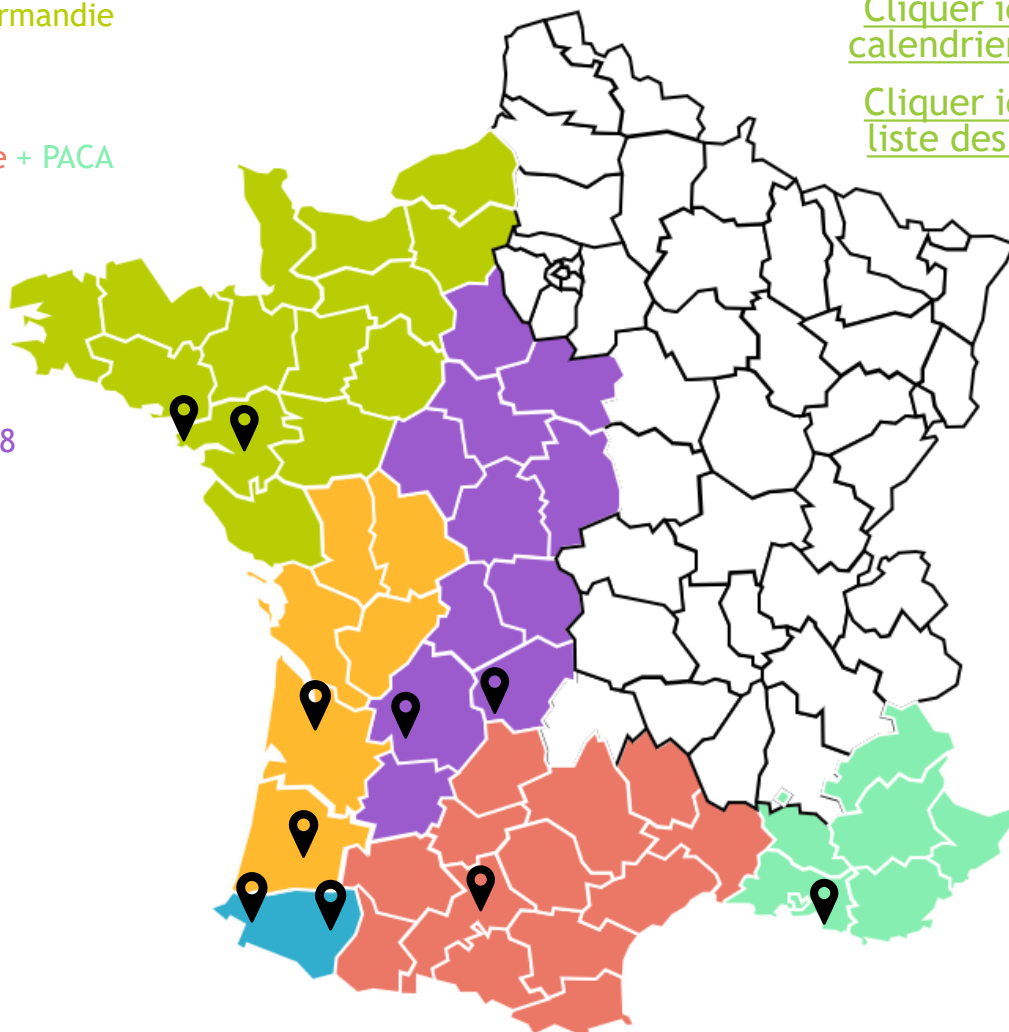 rmandie
Cliquer ic
calendrier
Cliquer ic
liste des
e + PACA
8